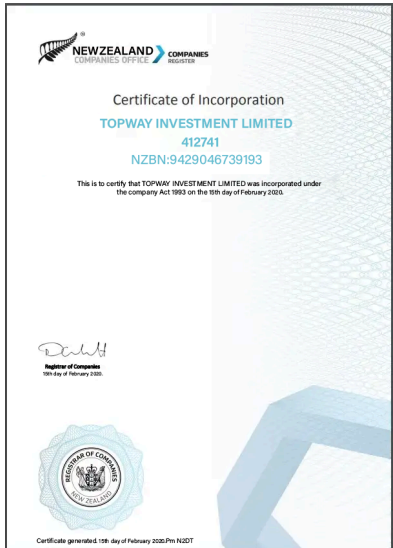 ®
NEWZEALAND
COMPANIES OFFICE
COMPANIES
REGISTER
Certificate of Incorporation
TOPWAY INVESTMENT LIMITED
412741
NZBN:9429046739193
This is to certify that TOPWAY INVESTMENT LIMITED was incorporated under
the company Act 1993 on the 15th day of February 2020.
Registrar of Companies
15th day of February 2020.
REGISTRAR OF COMPANIES
NEW ZEALAND
Certificate generated. 15th day of February 2020.Pm N2DT